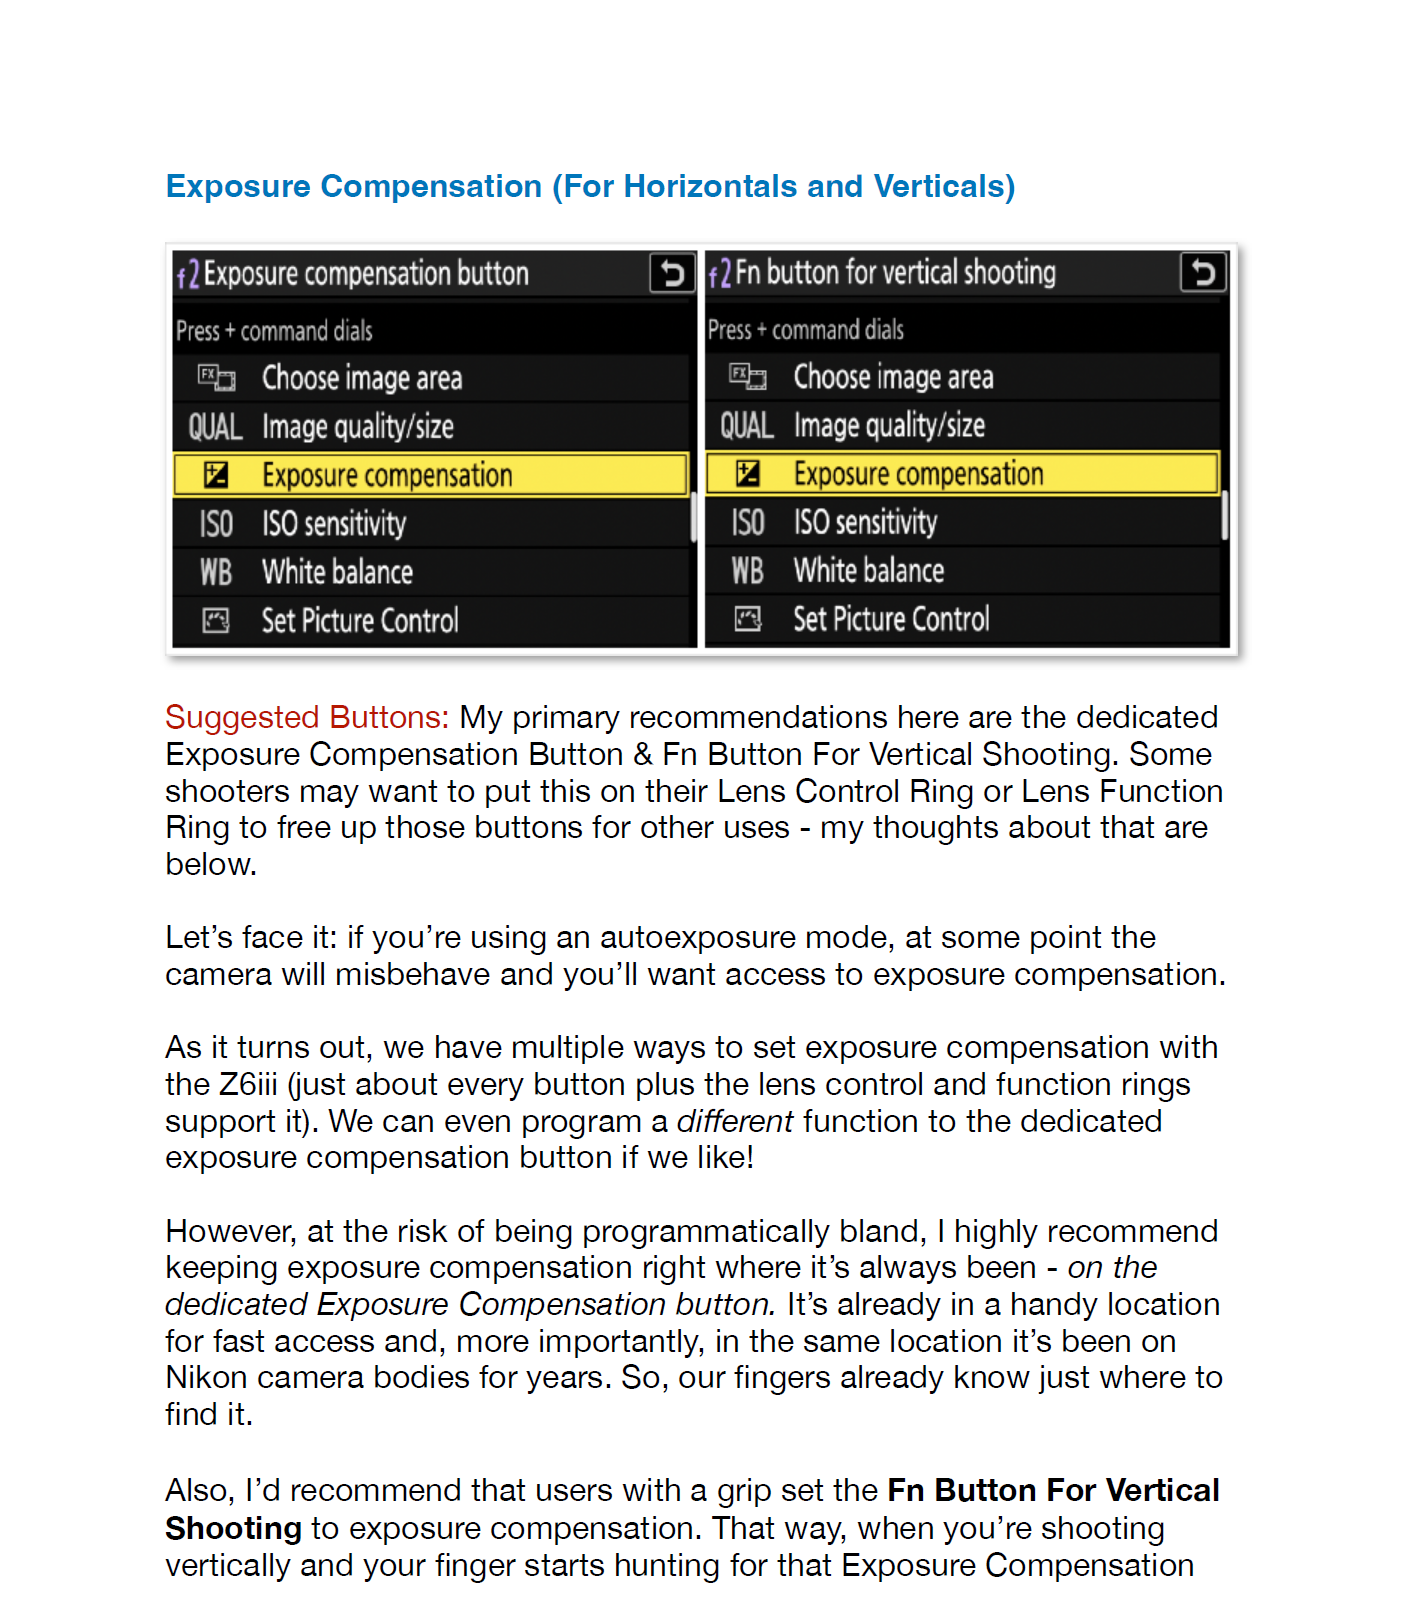 Exposure Compensation (For Horizontals and Verticals)
f2 Exposure compensation button
Press + command dials
FX Choose image area
QUAL Image quality/size
Exposure compensation
ISO ISO sensitivity
WB White balance
Set Picture Control
f2 Fn button for vertical shooting
Press + command dials
FX Choose image area
QUAL Image quality/size
Exposure compensation
ISO ISO sensitivity
WB White balance
Set Picture Control
Suggested Buttons: My primary recommendations here are the dedicated
Exposure Compensation Button & Fn Button For Vertical Shooting. Some
shooters may want to put this on their Lens Control Ring or Lens Function
Ring to free up those buttons for other uses - my thoughts about that are
below.
Let’s face it: if you’re using an autoexposure mode, at some point the
camera will misbehave and you’ll want access to exposure compensation.
As it turns out, we have multiple ways to set exposure compensation with
the Z6iii (just about every button plus the lens control and function rings
support it). We can even program a different function to the dedicated
exposure compensation button if we like!
However, at the risk of being programmatically bland, I highly recommend
keeping exposure compensation right where it’s always been - on the
dedicated Exposure Compensation button. It’s already in a handy location
for fast access and, more importantly, in the same location it’s been on
Nikon camera bodies for years. So, our fingers already know just where to
find it.
Also, I’d recommend that users with a grip set the Fn Button For Vertical
Shooting to exposure compensation. That way, when you’re shooting
vertically and your finger starts hunting for that Exposure Compensation